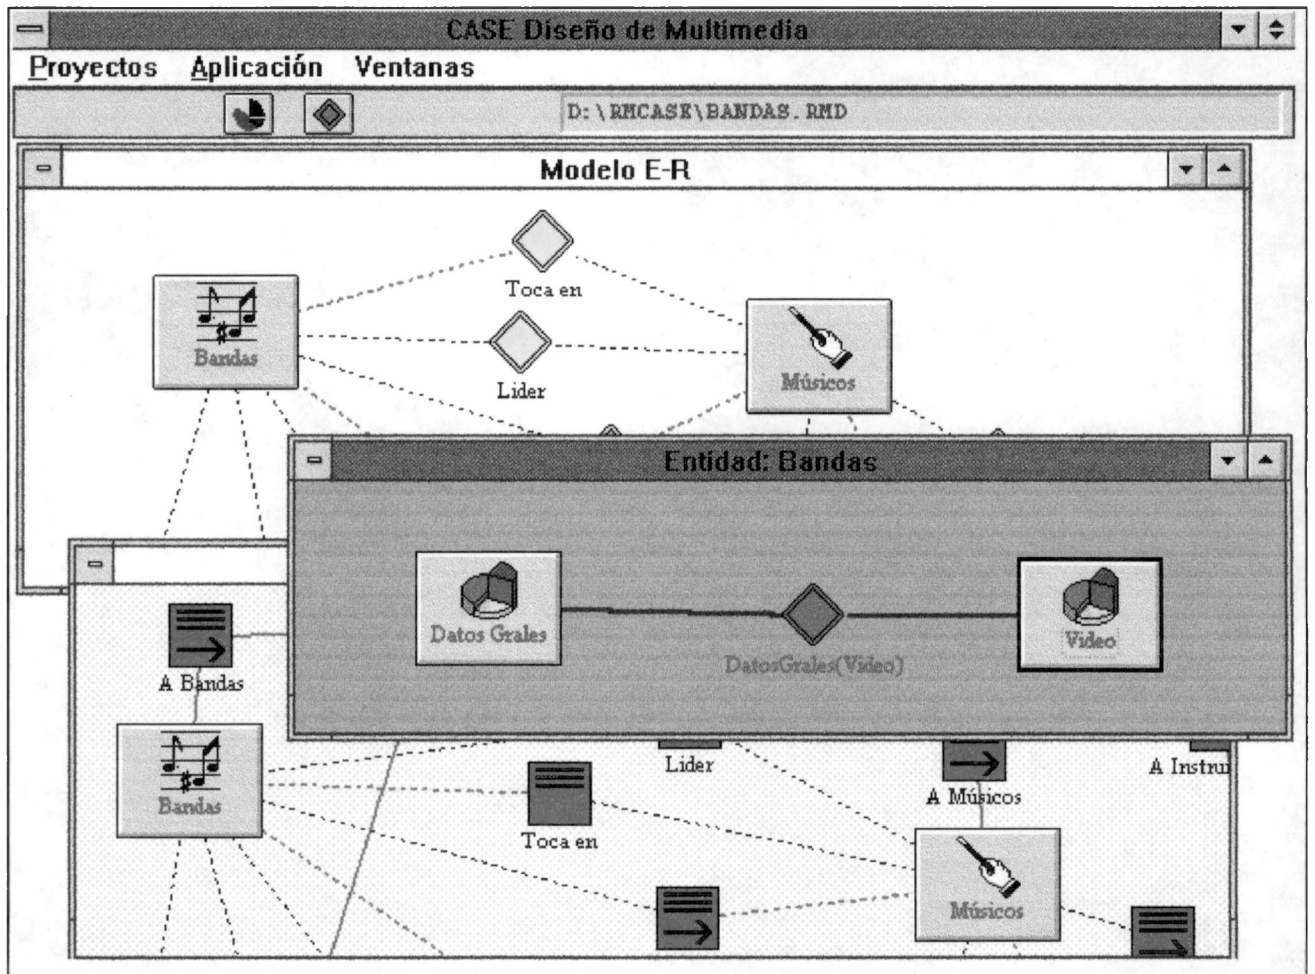 CASE Diseño de Multimedia
Proyectos Aplicación Ventanas
D:\RMCASE\BANDAS.RMD
Modelo E-R
Toca en
Bandas
Lider
Músicos
Entidad: Bandas
Datos Grales
DatosGrales(Video)
Video
A Bandas
Lider
A Músicos
A Instru
Bandas
Toca en
Músicos